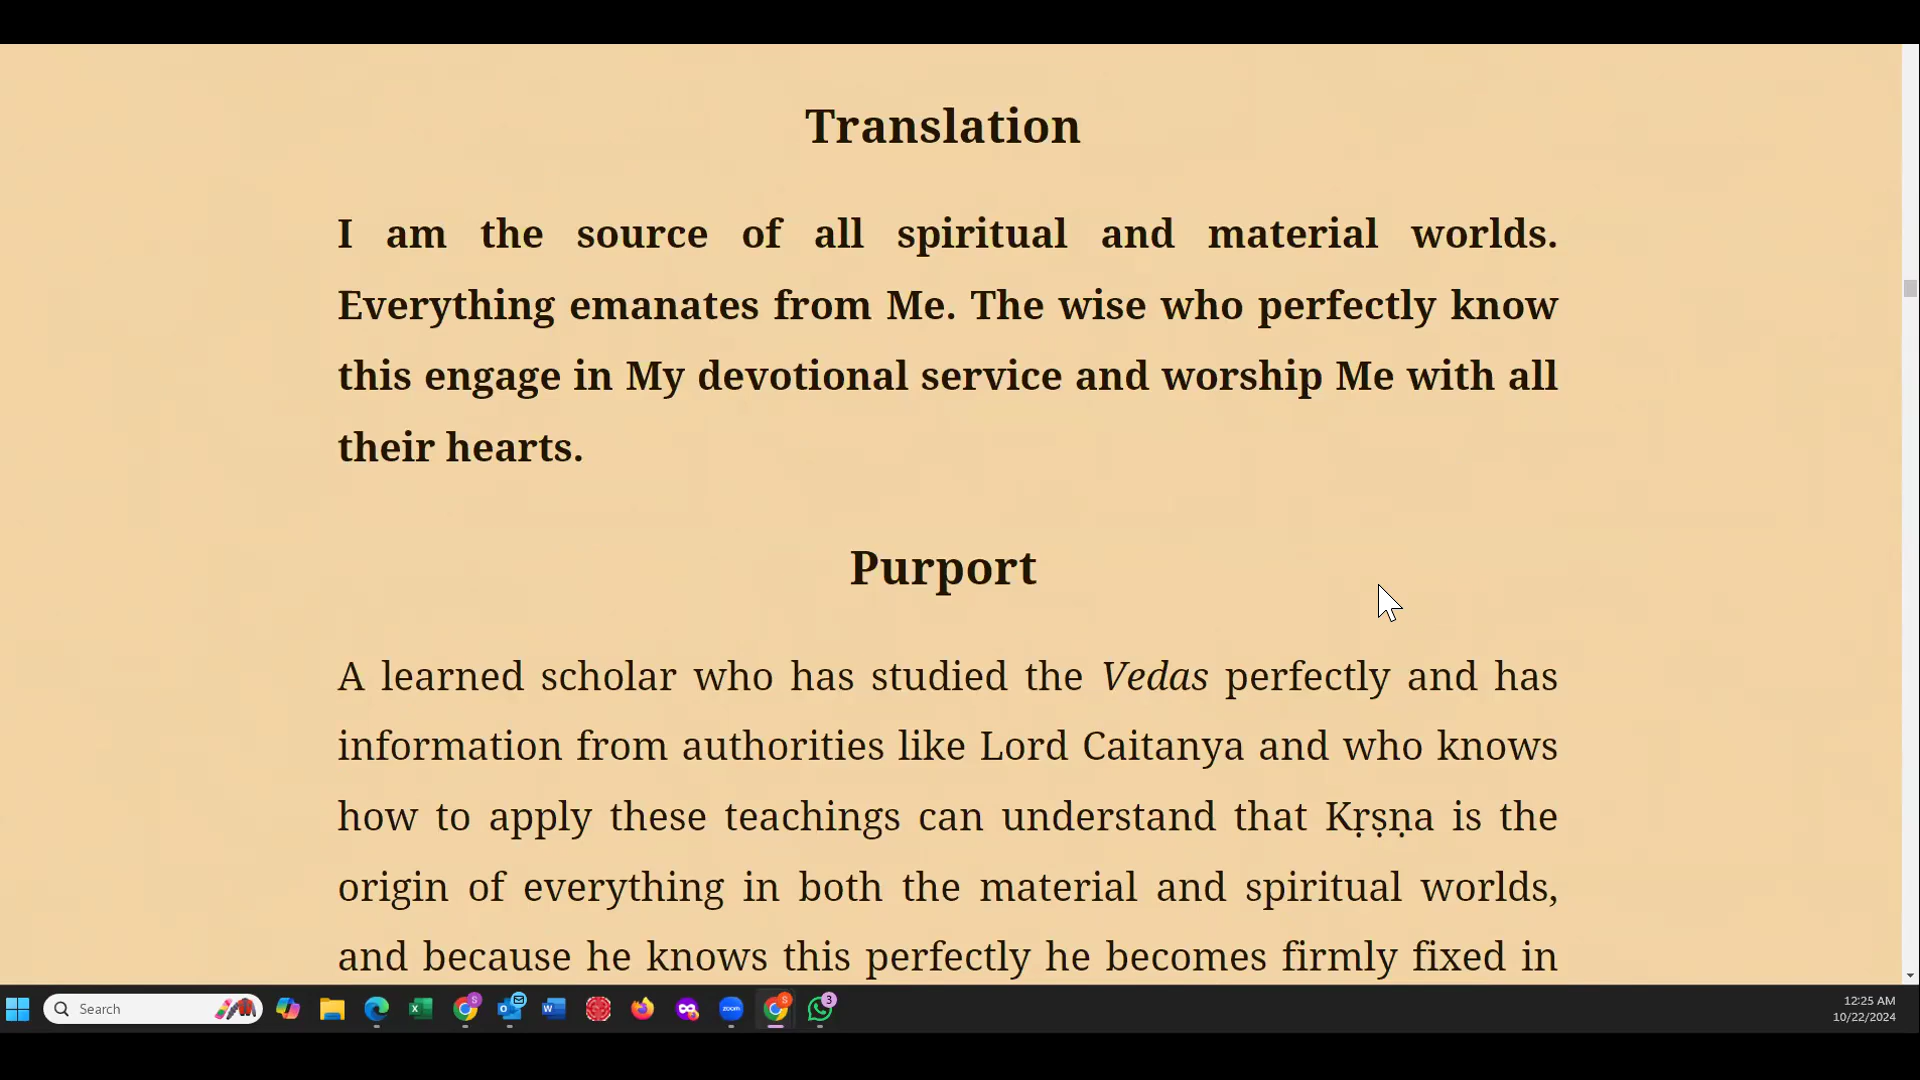 Translation
I am the source of all spiritual and material worlds.
Everything emanates from Me. The wise who perfectly know
this engage in My devotional service and worship Me with all
their hearts.
Purport
A learned scholar who has studied the Vedas perfectly and has
information from authorities like Lord Caitanya and who knows
how to apply these teachings can understand that Kṛṣṇa is the
origin of everything in both the material and spiritual worlds,
and because he knows this perfectly he becomes firmly fixed in
Search
S
zoom
S
3
12:25 AM
10/22/2024